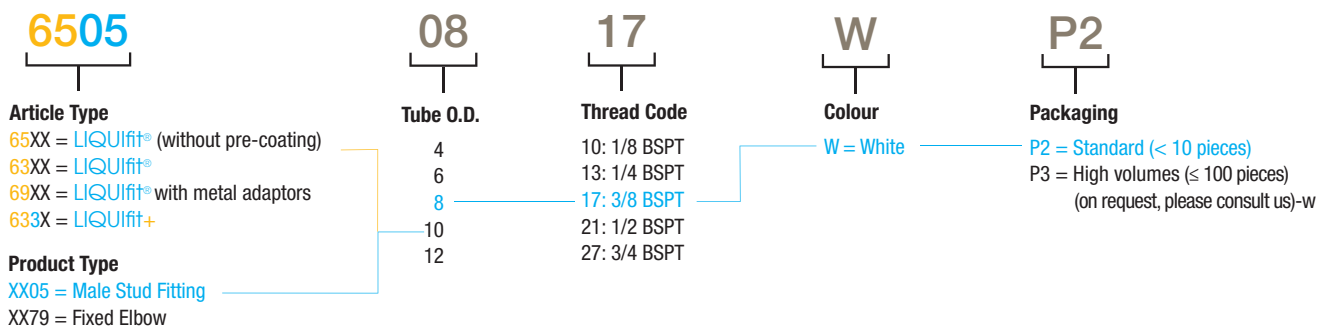 6505 08 17 W P2
Article Type
65XX = LIQUIfit® (without pre-coating)
63XX = LIQUIfit®
69XX = LIQUIfit® with metal adaptors
633X = LIQUIfit+
Product Type
XX05 = Male Stud Fitting
XX79 = Fixed Elbow
Tube O.D.
4
6
8
10
12
Thread Code
10: 1/8 BSPT
13: 1/4 BSPT
17: 3/8 BSPT
21: 1/2 BSPT
27: 3/4 BSPT
Colour
W = White
Packaging
P2 = Standard (< 10 pieces)
P3 = High volumes (≤ 100 pieces)
(on request, please consult us)-w